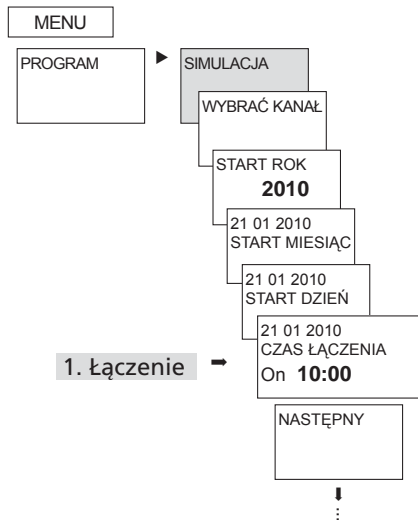 MENU
PROGRAM
SIMULACJA
WYBRAĆ KANAŁ
START ROK
2010
21 01 2010
START MIESIĄC
21 01 2010
START DZIEŃ
21 01 2010
CZAS ŁĄCZENIA
On 10:00
1. Łączenie
NASTĘPNY